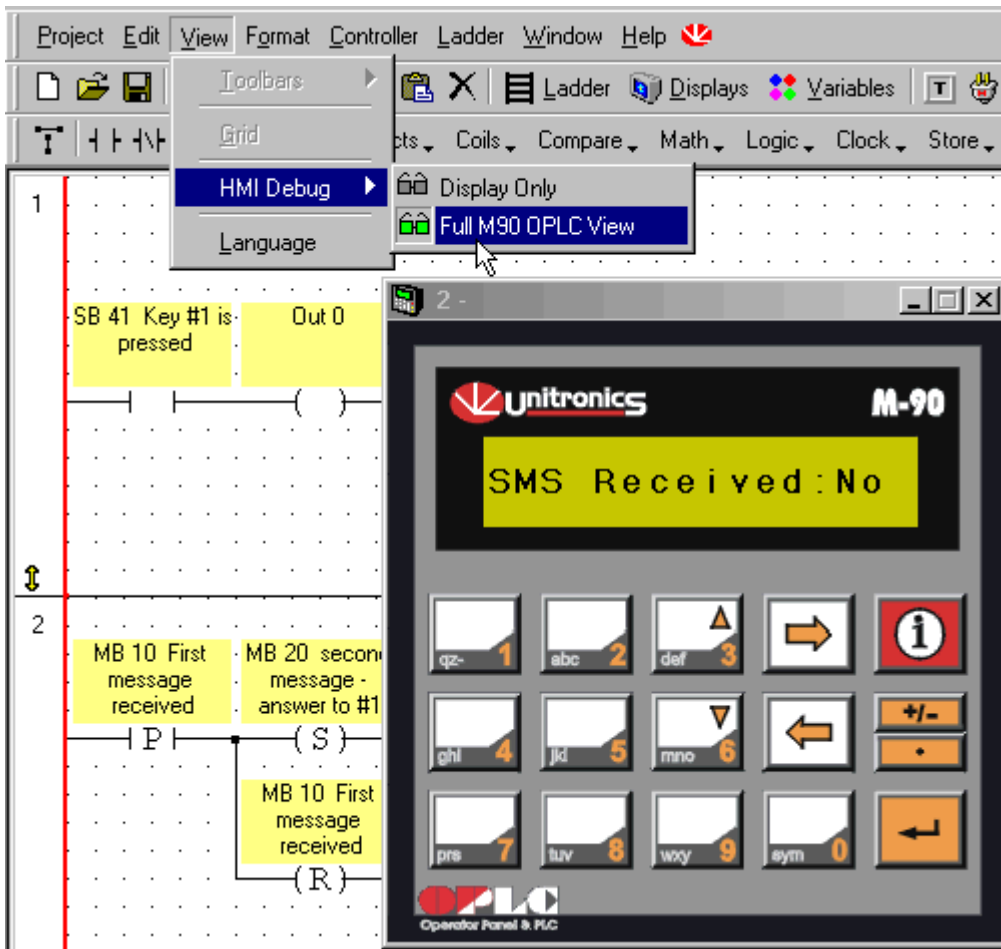 Project Edit View Format Controller Ladder Window Help
Toolbars
Ladder Displays Variables T
Grid
cts Coils Compare Math Logic Clock Store
HMI Debug
Display Only
Full M90 OPLC View
Language
1
SB 41 Key #1 is pressed
Out 0
2 -
unitronics M-90
SMS Received:No
qz- 1 abc 2 def 3
i
ghl 4 jkl 5 mno 6
+/-
prs 7 tuv 8 wxy 9 sym 0
OPLC
Operator Panel & PLC
2
MB 10 First message received
MB 20 second message - answer to #1
P
S
MB 10 First message received
R